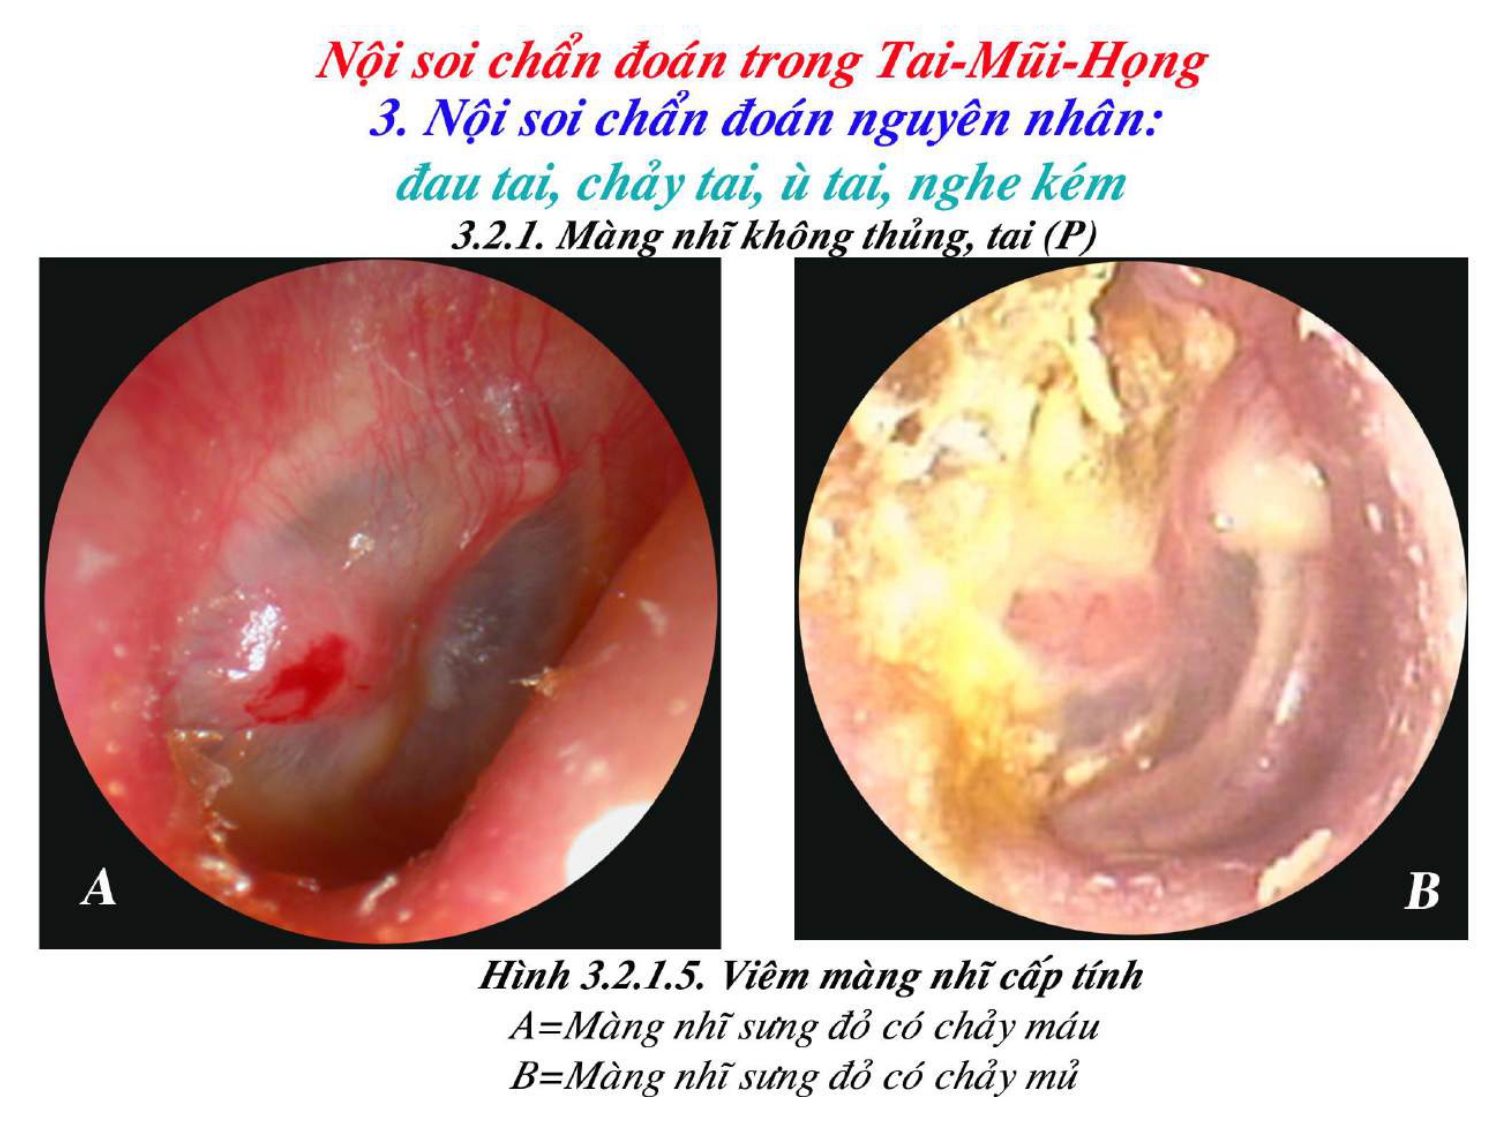 Nội soi chẩn đoán trong Tai-Mũi-Họng
3. Nội soi chẩn đoán nguyên nhân:
đau tai, chảy tai, ù tai, nghe kém
3.2.1. Màng nhĩ không thủng, tai (P)
A
B
Hình 3.2.1.5. Viêm màng nhĩ cấp tính
A=Màng nhĩ sưng đỏ có chảy máu
B=Màng nhĩ sưng đỏ có chảy mủ